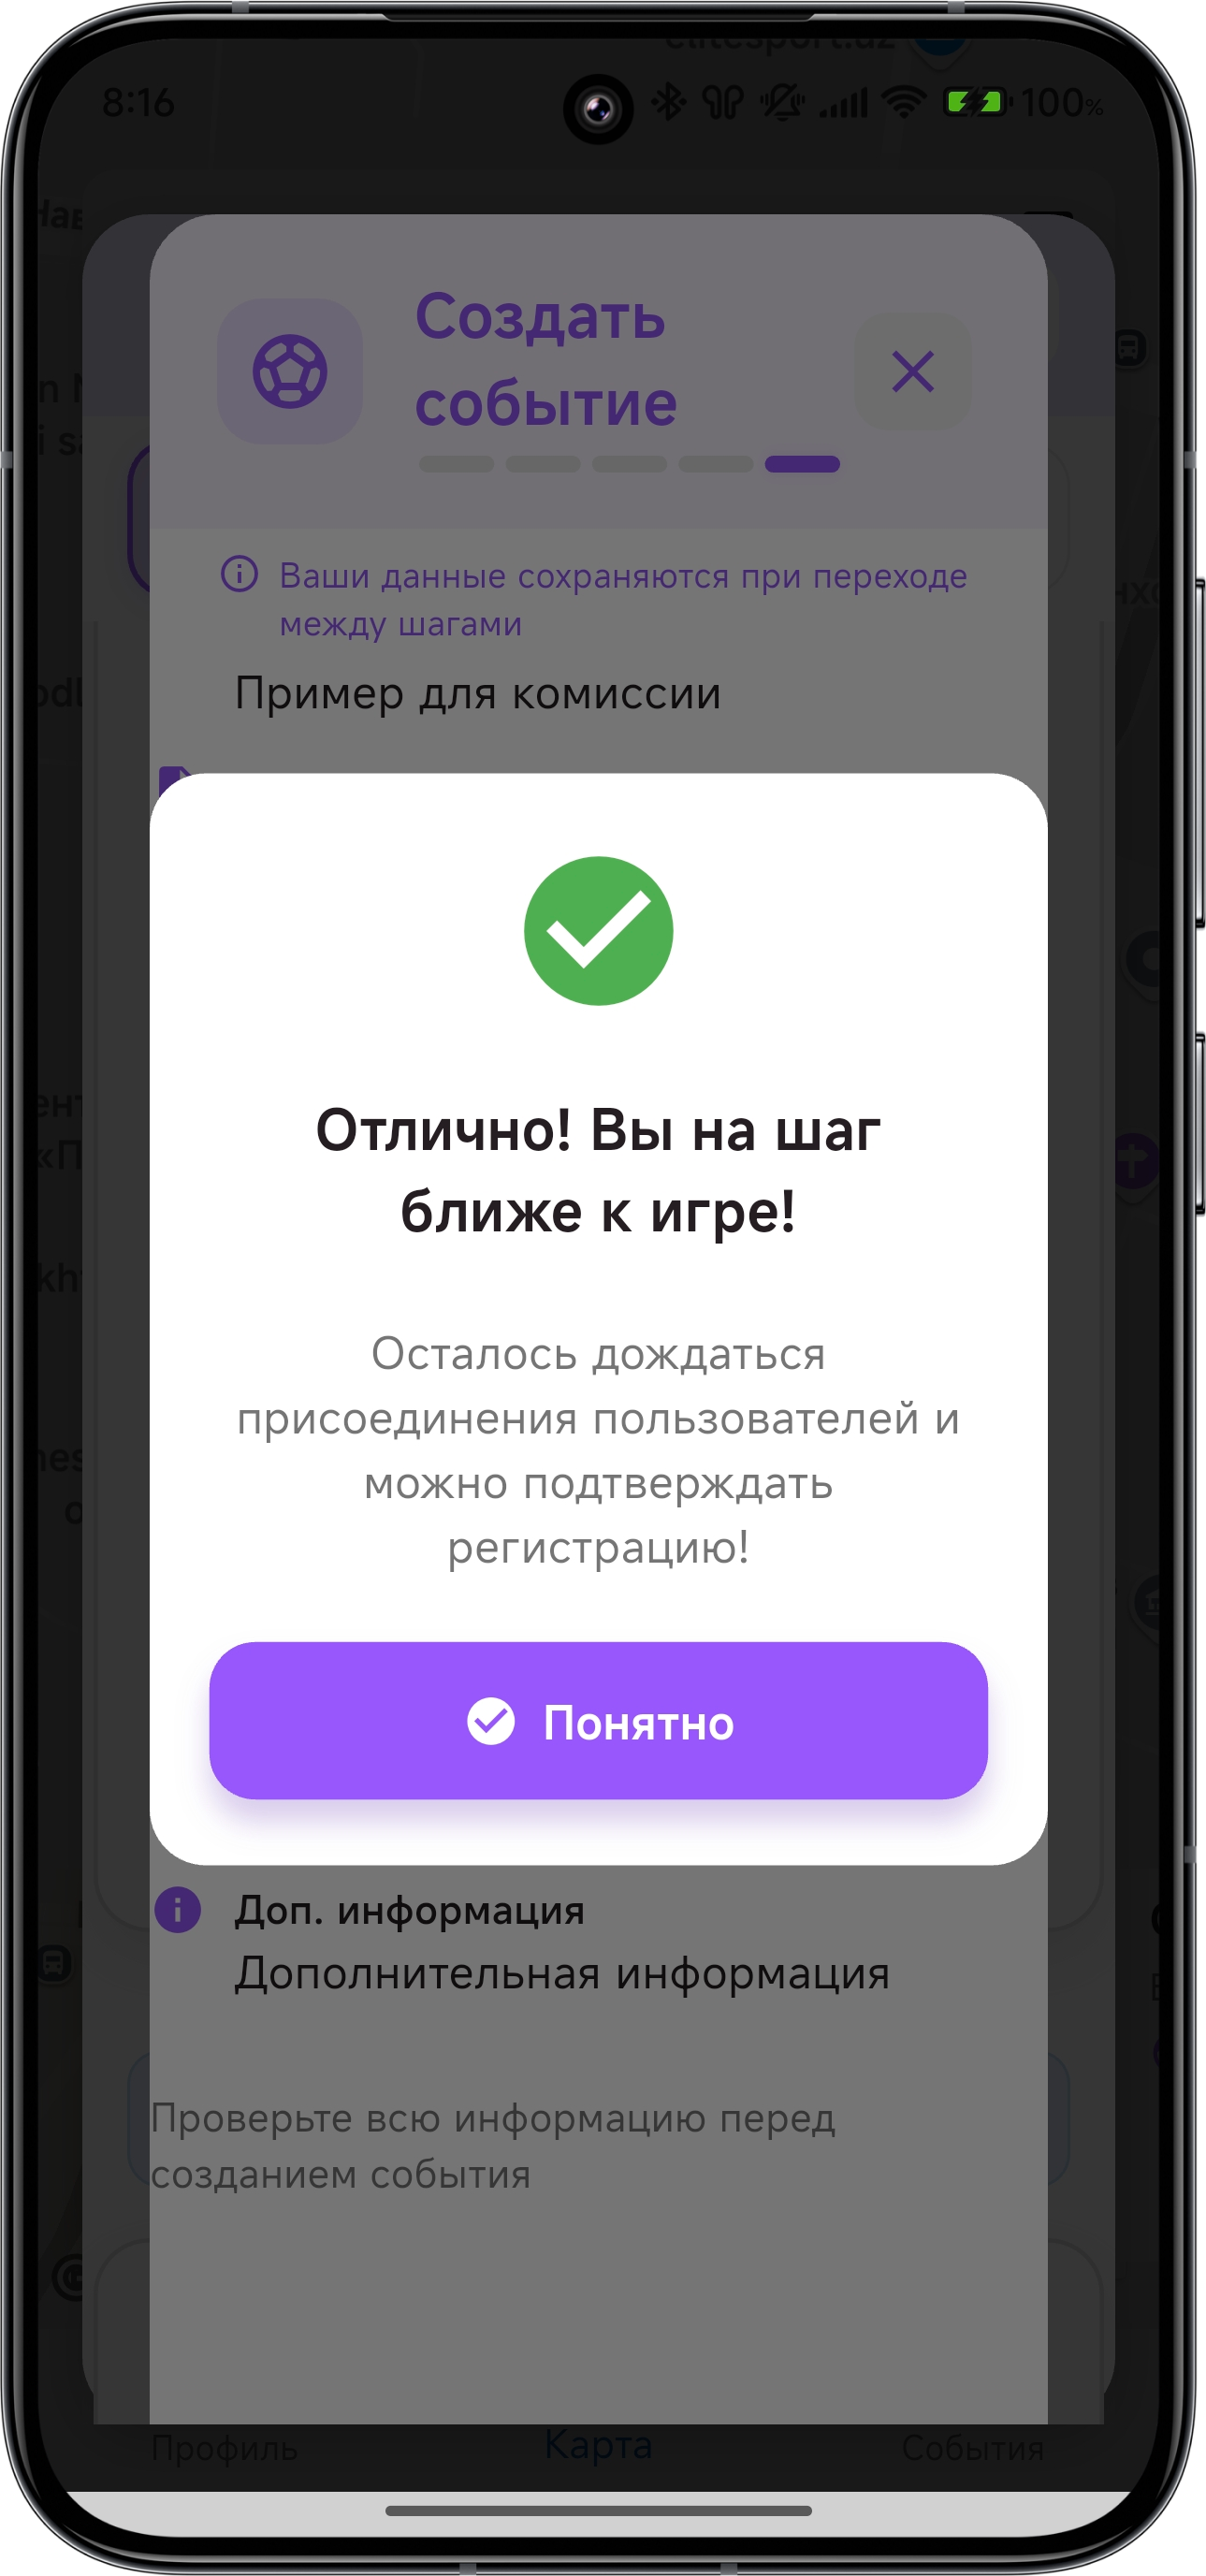 elitesport.uz
8:16
100%
Создать
событие
Ваши данные сохраняются при переходе
между шагами
Пример для комиссии
Отлично! Вы на шаг
ближе к игре!
Осталось дождаться
присоединения пользователей и
можно подтверждать
регистрацию!
Понятно
Доп. информация
Дополнительная информация
Проверьте всю информацию перед
созданием события
Профиль
Карта
События